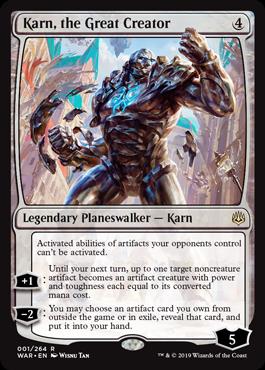 Karn, the Great Creator 4
Legendary Planeswalker — Karn
Activated abilities of artifacts your opponents control
can't be activated.
Until your next turn, up to one target noncreature
+1: artifact becomes an artifact creature with power
and toughness each equal to its converted
mana cost.
−2: You may choose an artifact card you own from
outside the game or in exile, reveal that card, and
put it into your hand.
5
001/264 R
WAR • EN Wisnu Tan
™ & © 2019 Wizards of the Coast